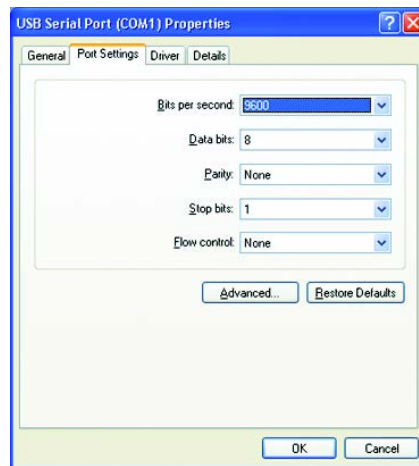 USB Serial Port (COM1) Properties
General Port Settings Driver Details
Bits per second: 9600
Data bits: 8
Parity: None
Stop bits: 1
Flow control: None
Advanced... Restore Defaults
OK Cancel